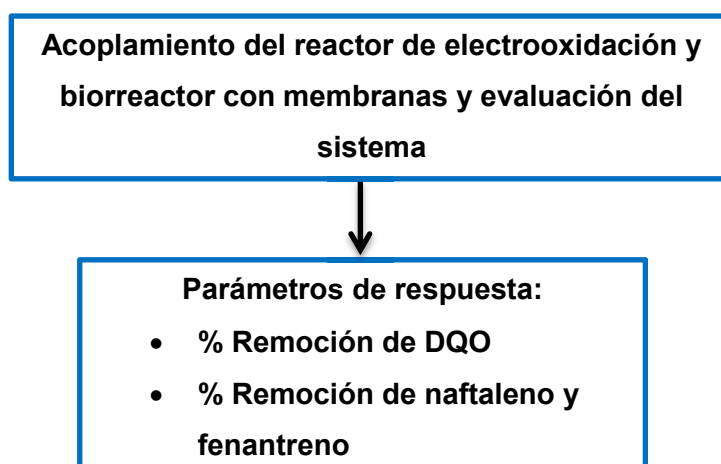 Acoplamiento del reactor de electrooxidación y
biorreactor con membranas y evaluación del
sistema
Parámetros de respuesta:
• % Remoción de DQO
• % Remoción de naftaleno y
fenantreno